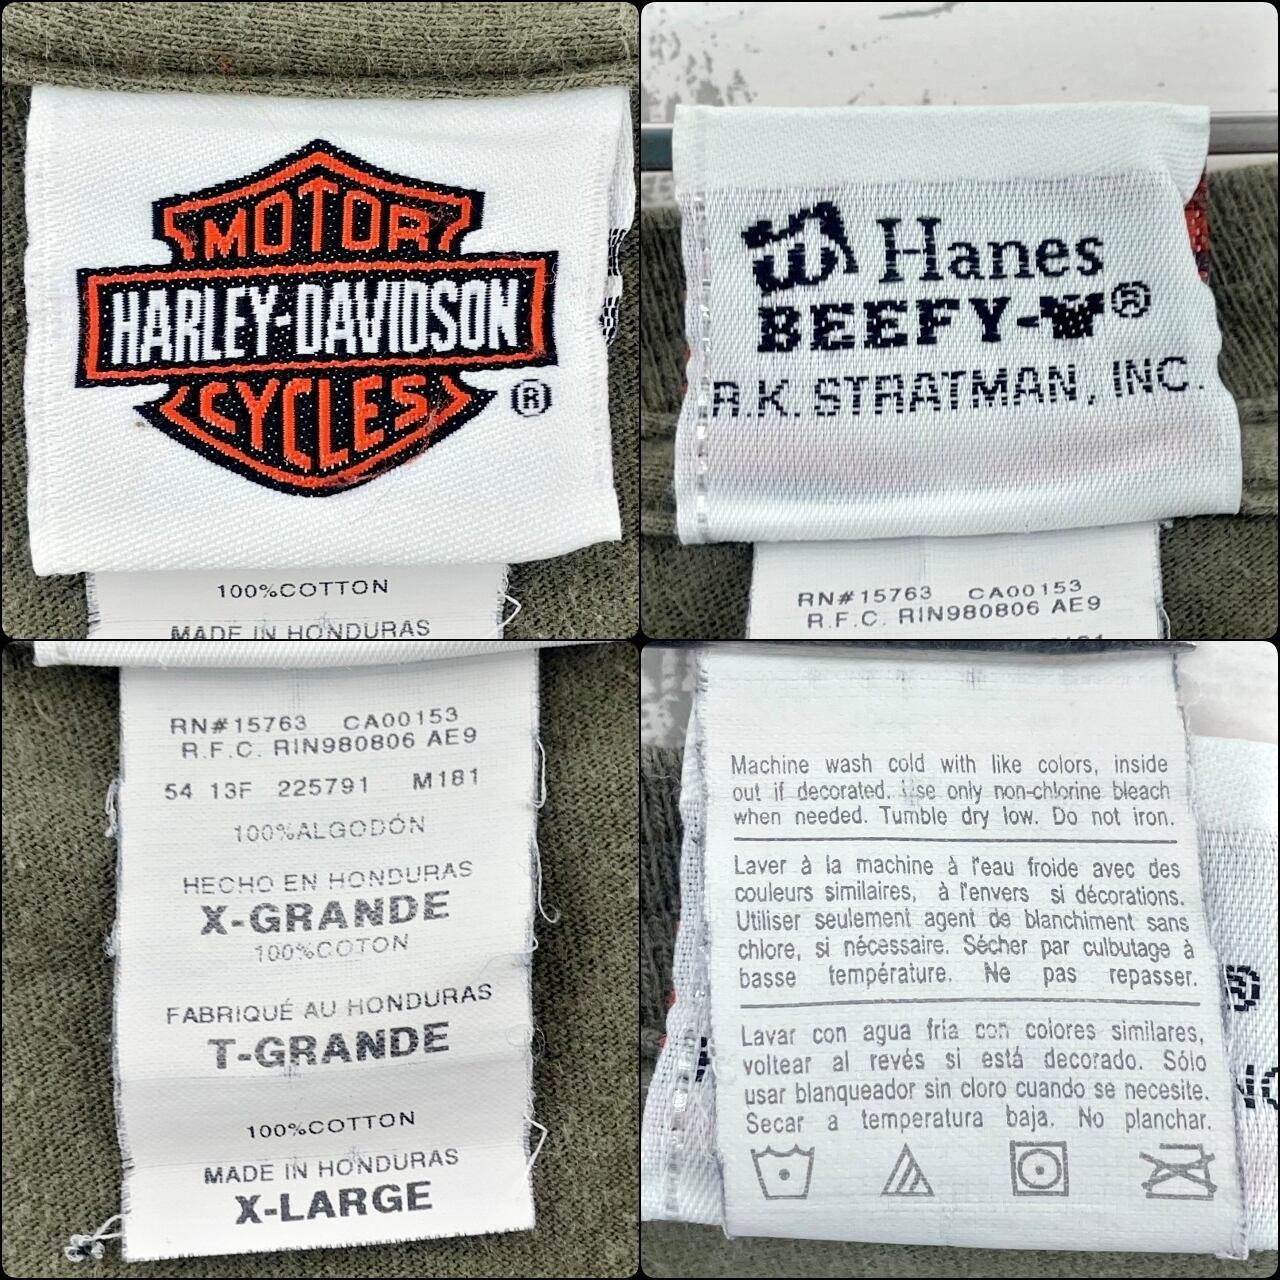 MOTOR
HARLEY-DAVIDSON
CYCLES
®
100%COTTON
MADE IN HONDURAS
Hanes
BEEFY-T®
R.K. STRATMAN, INC.
RN#15763 CA00153
R.F.C. RIN980806 AE9
RN#15763 CA00153
R.F.C. RIN980806 AE9
54 13F 225791 M181
100%ALGODÓN
HECHO EN HONDURAS
X-GRANDE
100%COTON
FABRIQUÉ AU HONDURAS
T-GRANDE
100%COTTON
MADE IN HONDURAS
X-LARGE
Machine wash cold with like colors, inside
out if decorated. Use only non-chlorine bleach
when needed. Tumble dry low. Do not iron.
Laver à la machine à l'eau froide avec des
couleurs similaires, à l'envers si décorations.
Utiliser seulement agent de blanchiment sans
chlore, si nécessaire. Sécher par culbutage à
basse température. Ne pas repasser.
Lavar con agua fría con colores similares,
voltear al revés si está decorado. Sólo
usar blanqueador sin cloro cuando se necesite.
Secar a temperatura baja. No planchar.